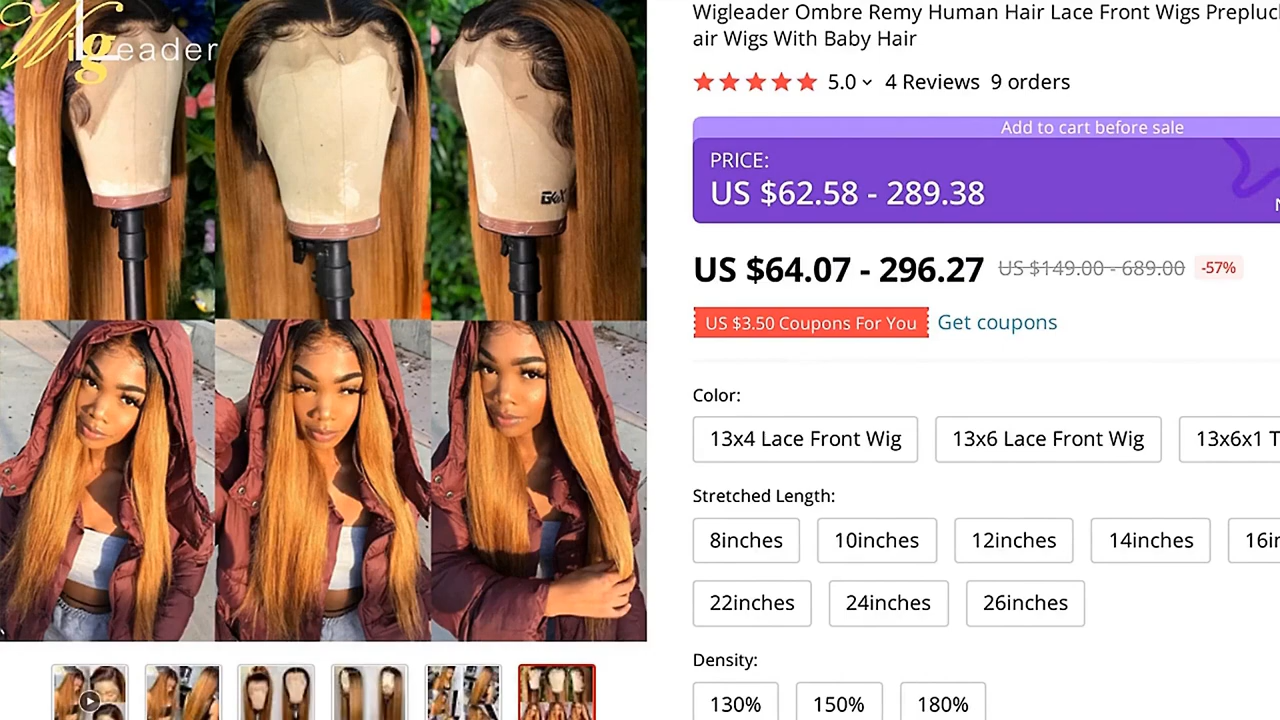 Wigleader
Wigleader Ombre Remy Human Hair Lace Front Wigs
air Wigs With Baby Hair
5.0 4 Reviews 9 orders
Add to cart before sale
PRICE:
US $62.58 - 289.38
US $64.07 - 296.27 US $149.00 - 689.00 -57%
US $3.50 Coupons For You Get coupons
Color:
13x4 Lace Front Wig 13x6 Lace Front Wig 13x6x1 T
Stretched Length:
8inches 10inches 12inches 14inches
22inches 24inches 26inches
Density:
130% 150% 180%